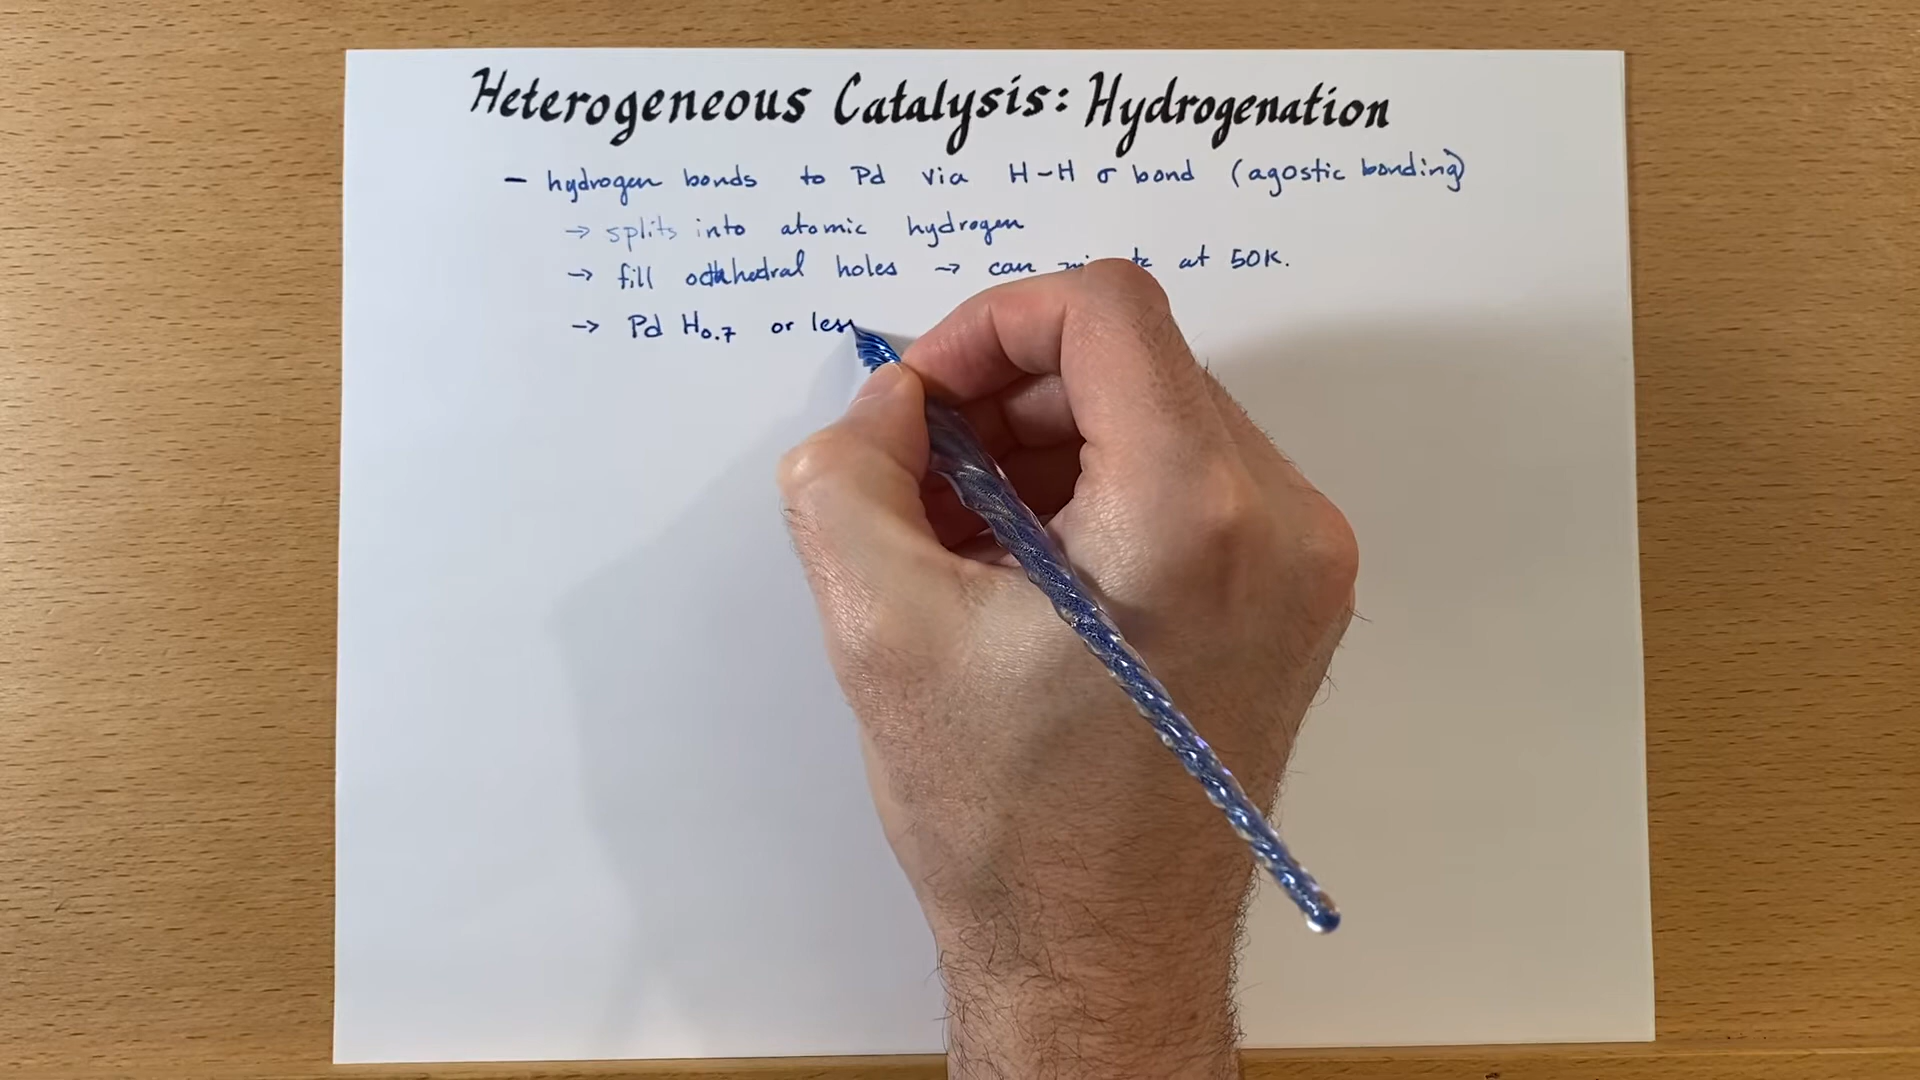 Heterogeneous Catalysis: Hydrogenation
– hydrogen bonds to Pd via H-H σ bond (agostic bonding)
→ splits into atomic hydrogen
→ fill octahedral holes → can at 50K.
→ Pd H0.7 or less